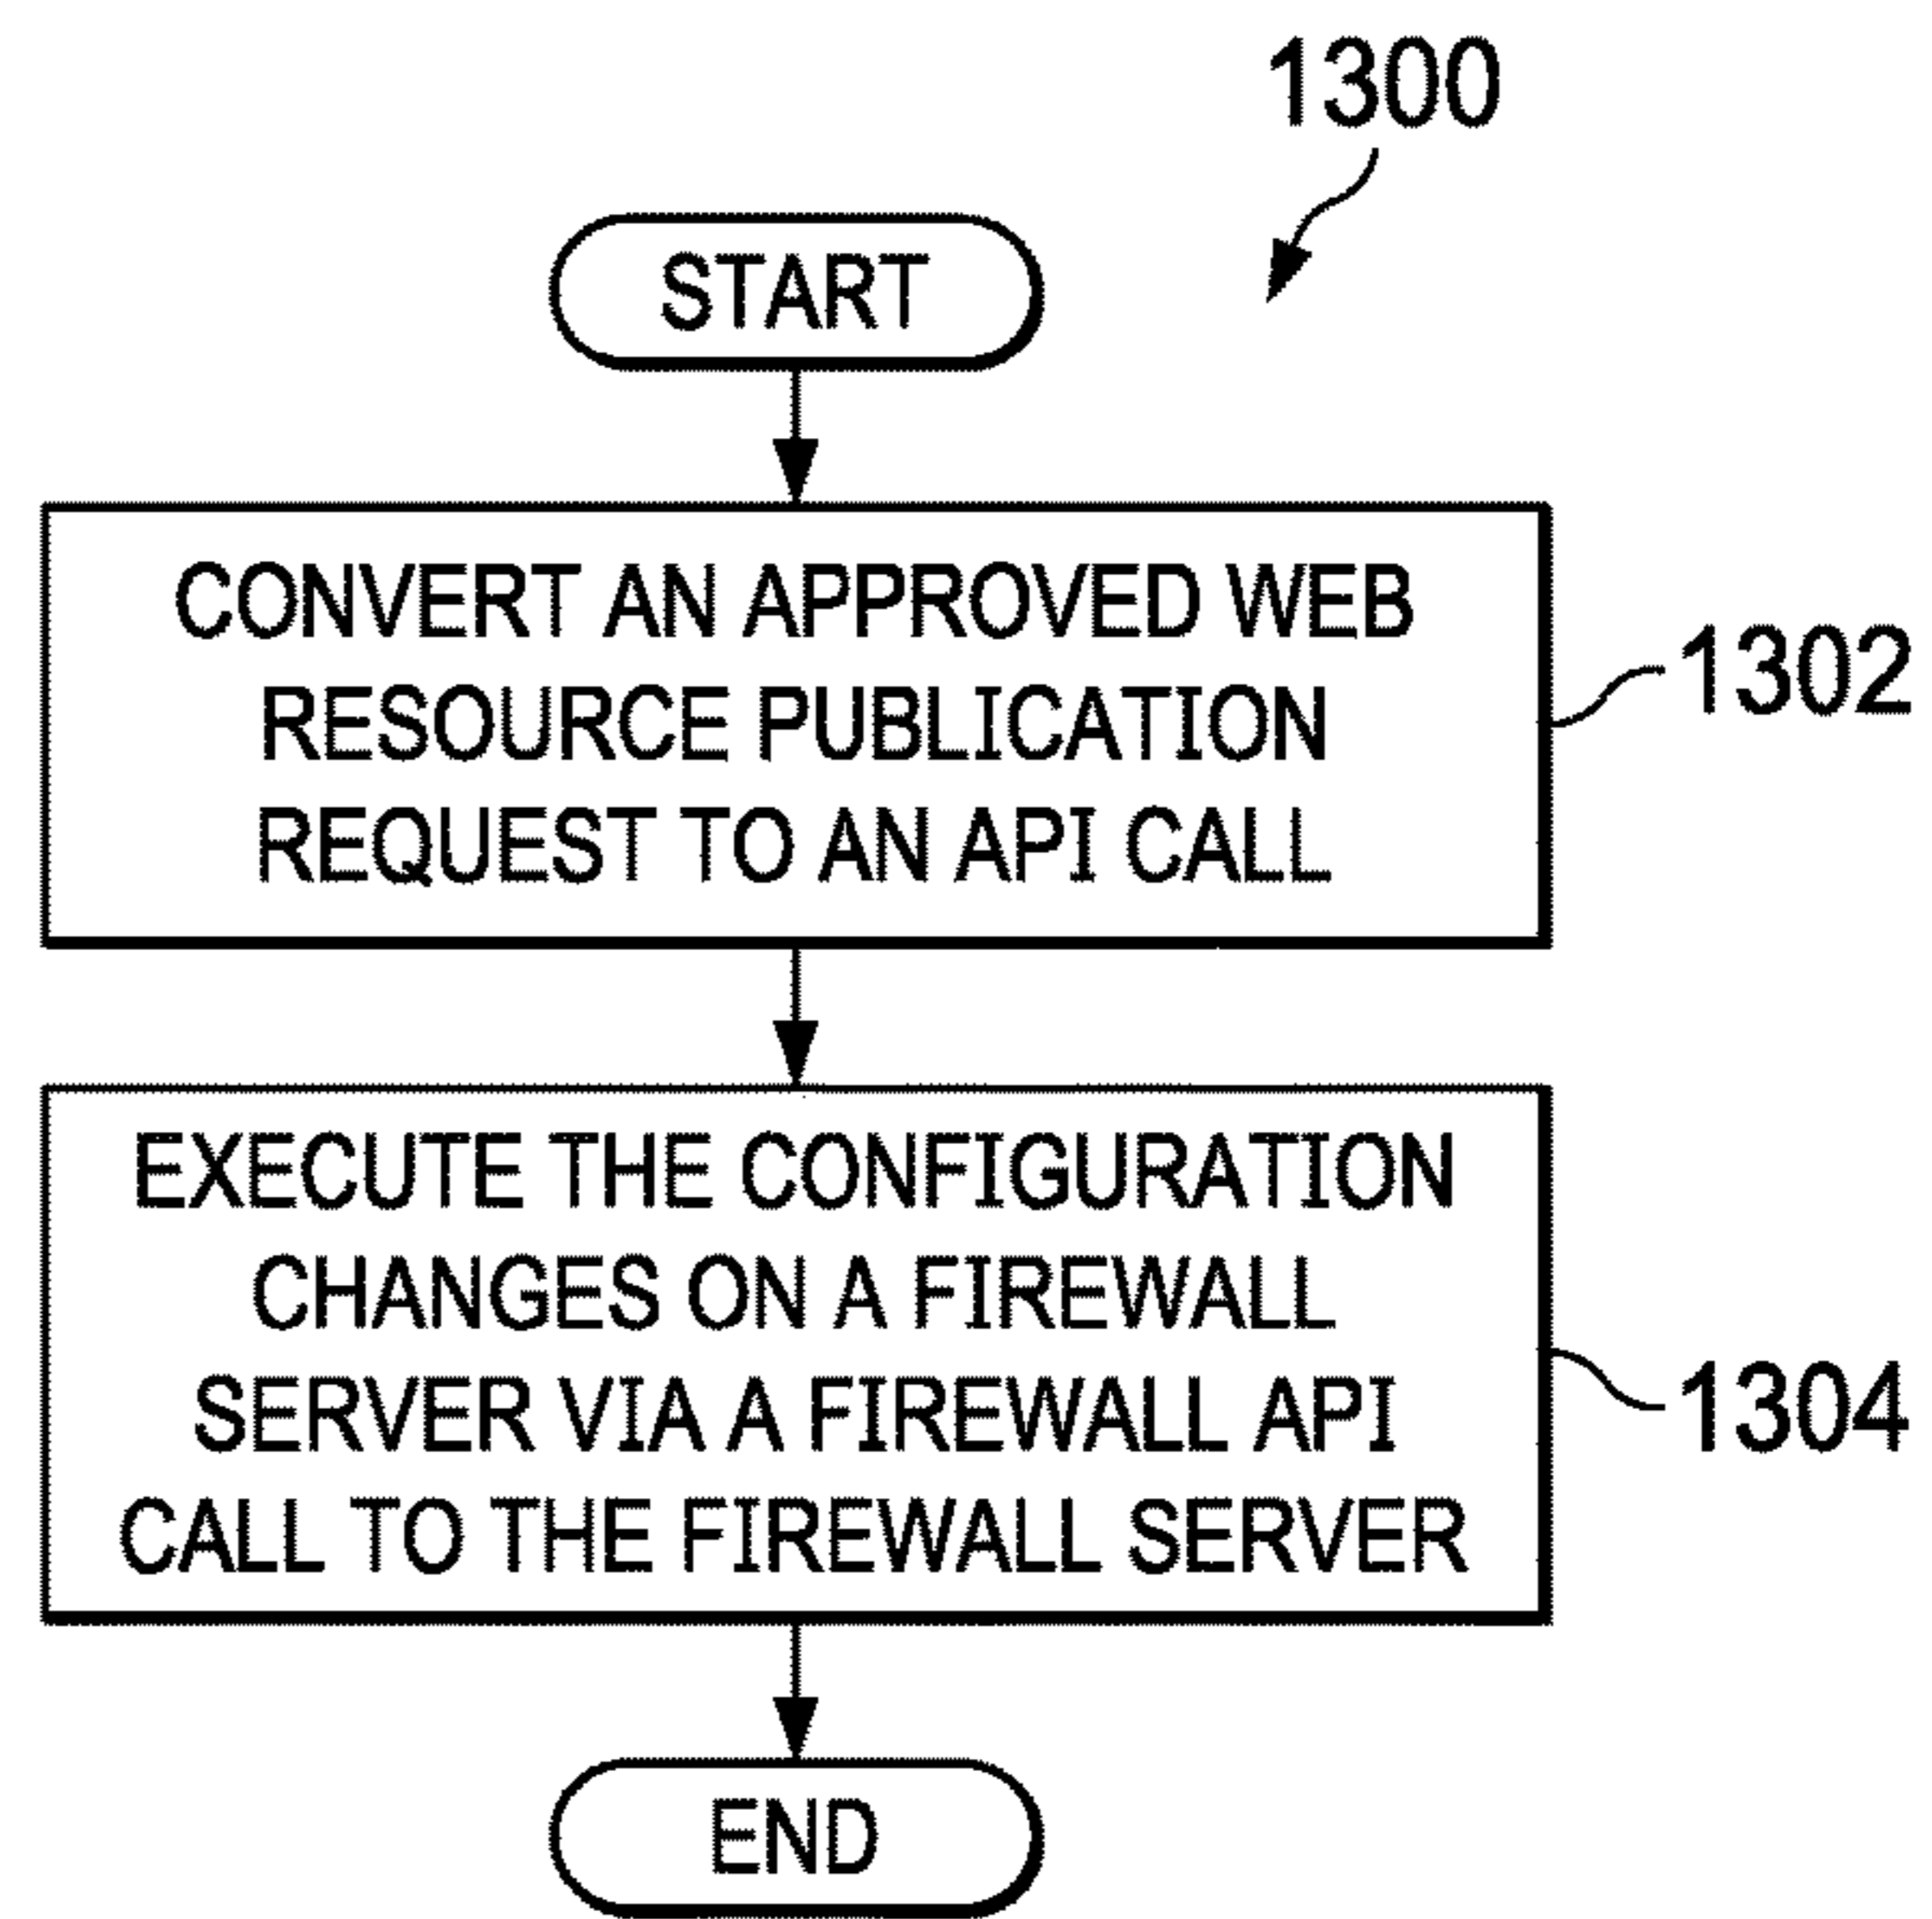 1300
START
CONVERT AN APPROVED WEB
RESOURCE PUBLICATION
REQUEST TO AN API CALL
1302
EXECUTE THE CONFIGURATION
CHANGES ON A FIREWALL
SERVER VIA A FIREWALL API
CALL TO THE FIREWALL SERVER
1304
END